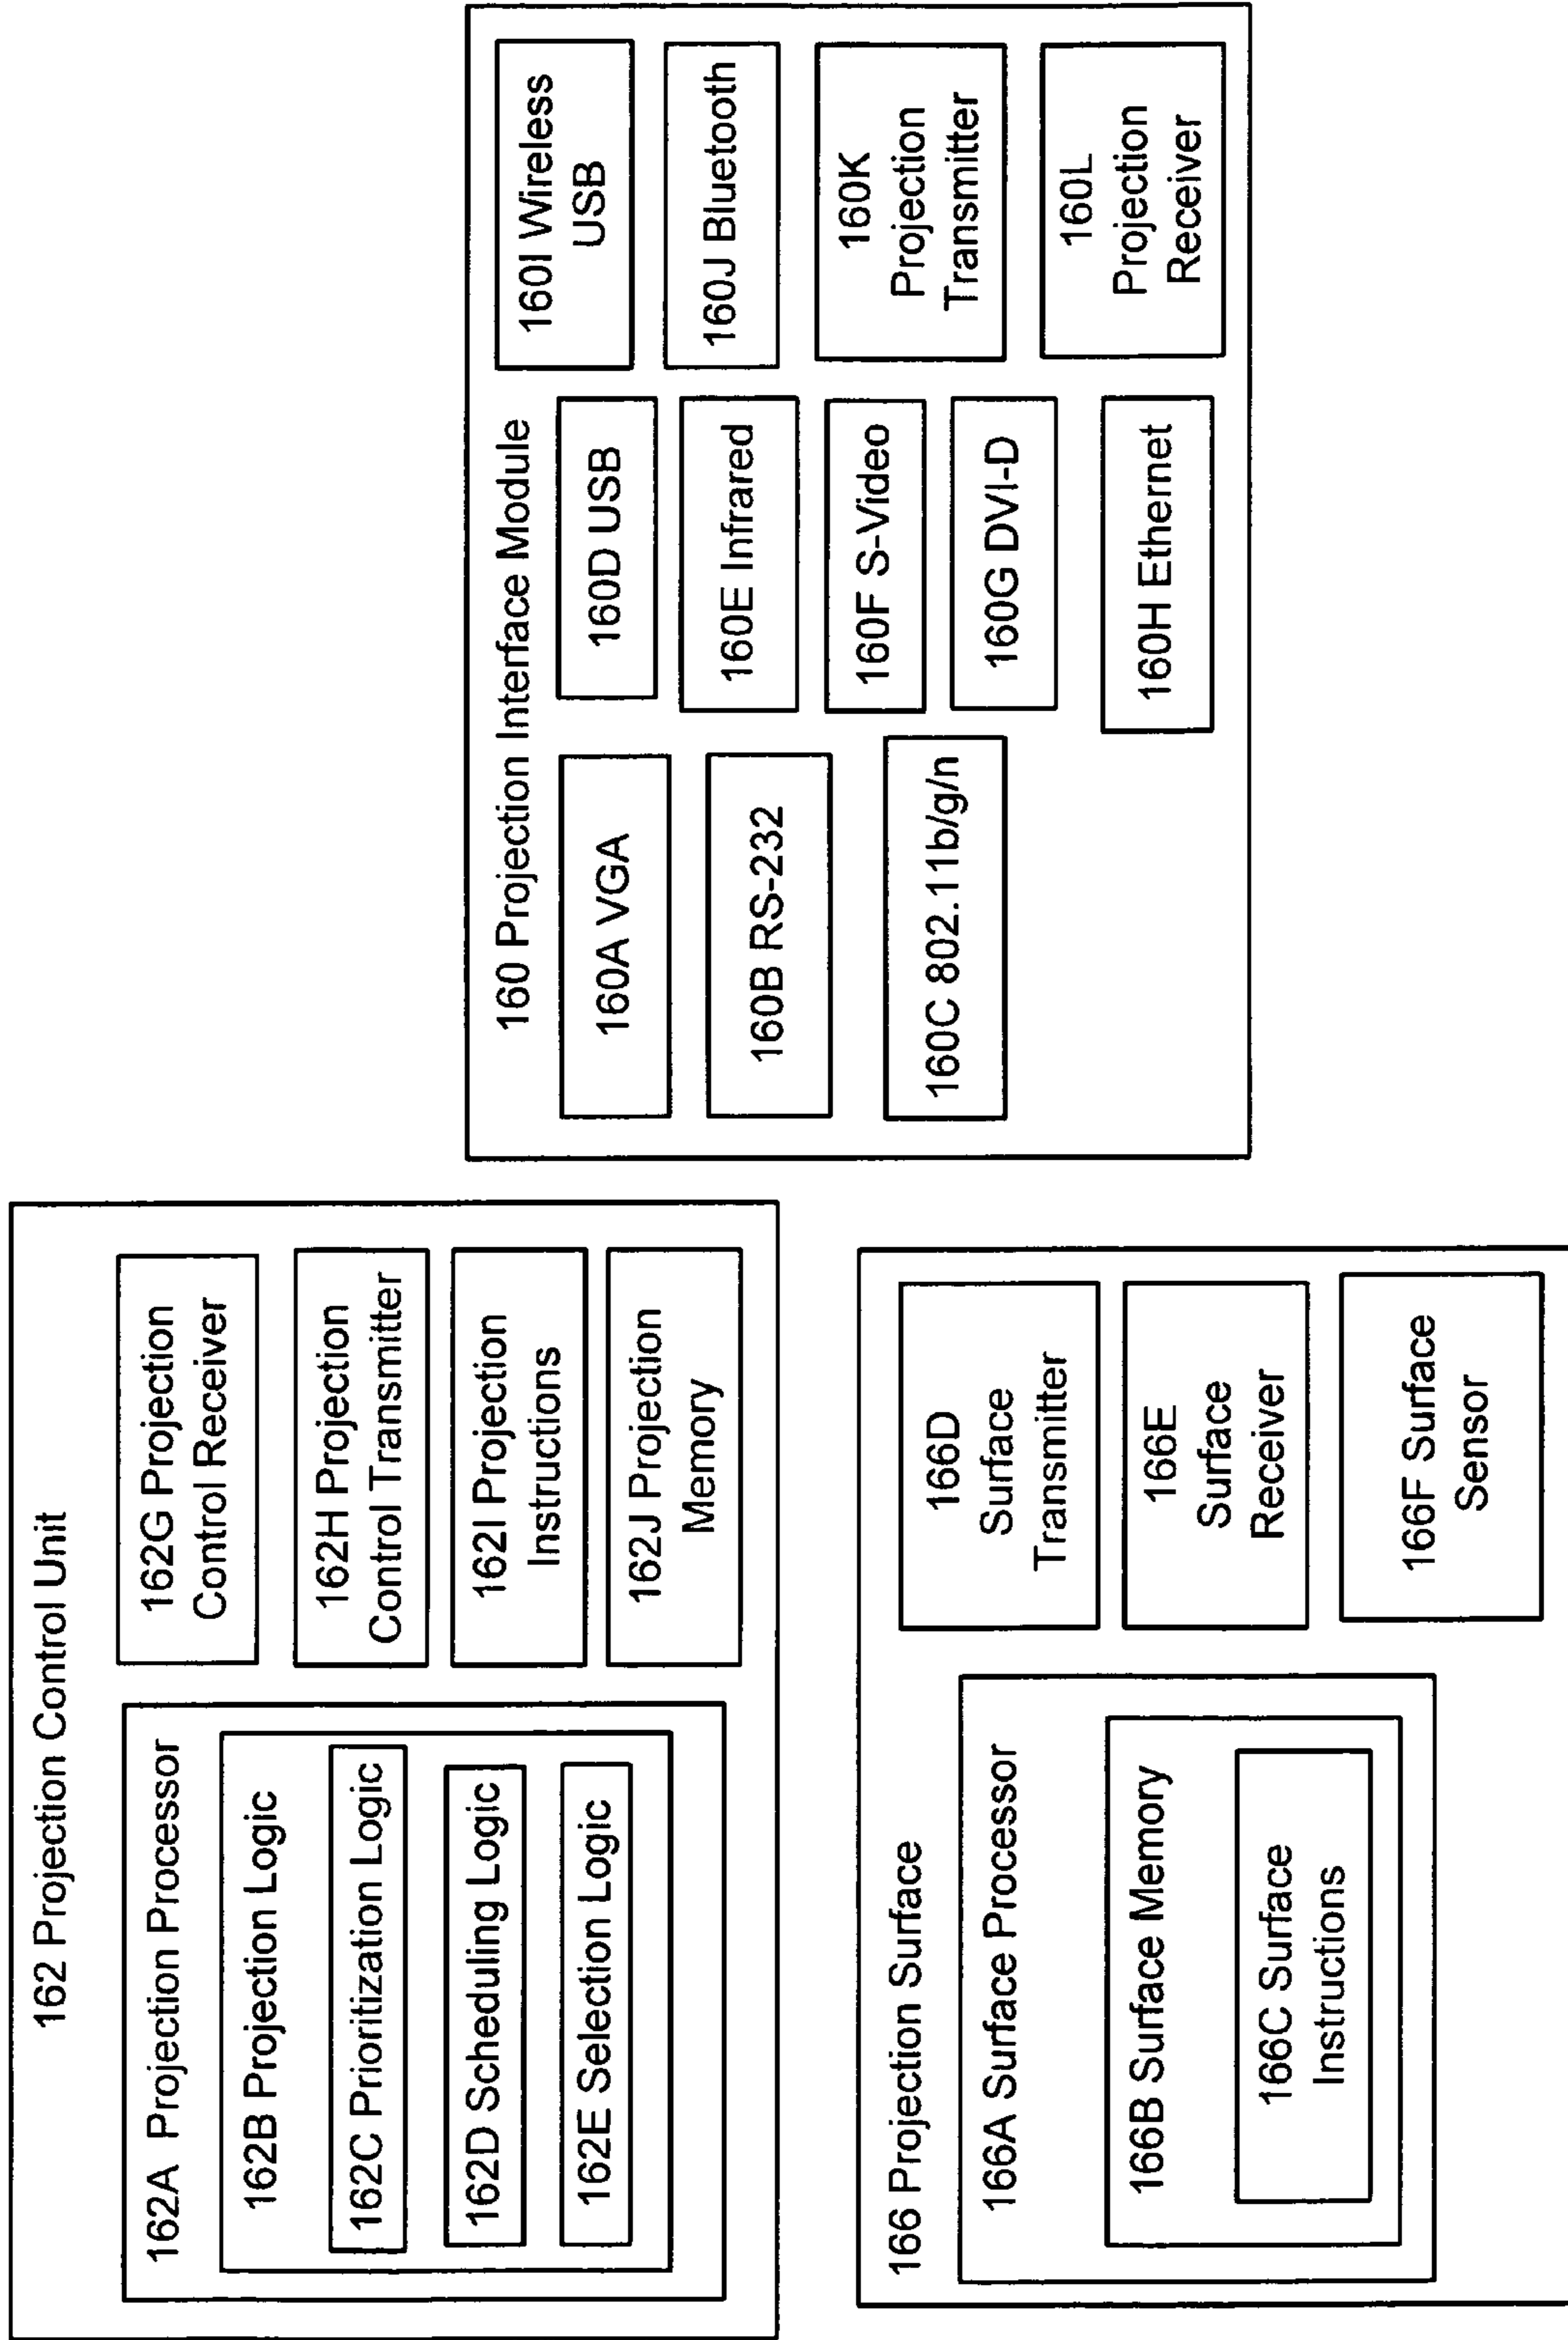 162 Projection Control Unit
162A Projection Processor
162B Projection Logic
162C Prioritization Logic
162D Scheduling Logic
162E Selection Logic
162G Projection
Control Receiver
162H Projection
Control Transmitter
162I Projection
Instructions
162J Projection
Memory
166 Projection Surface
166A Surface Processor
166B Surface Memory
166C Surface
Instructions
166D
Surface
Transmitter
166E
Surface
Receiver
166F Surface
Sensor
160 Projection Interface Module
160A VGA
160B RS-232
160C 802.11b/g/n
160D USB
160E Infrared
160F S-Video
160G DVI-D
160H Ethernet
160I Wireless
USB
160J Bluetooth
160K
Projection
Transmitter
160L
Projection
Receiver